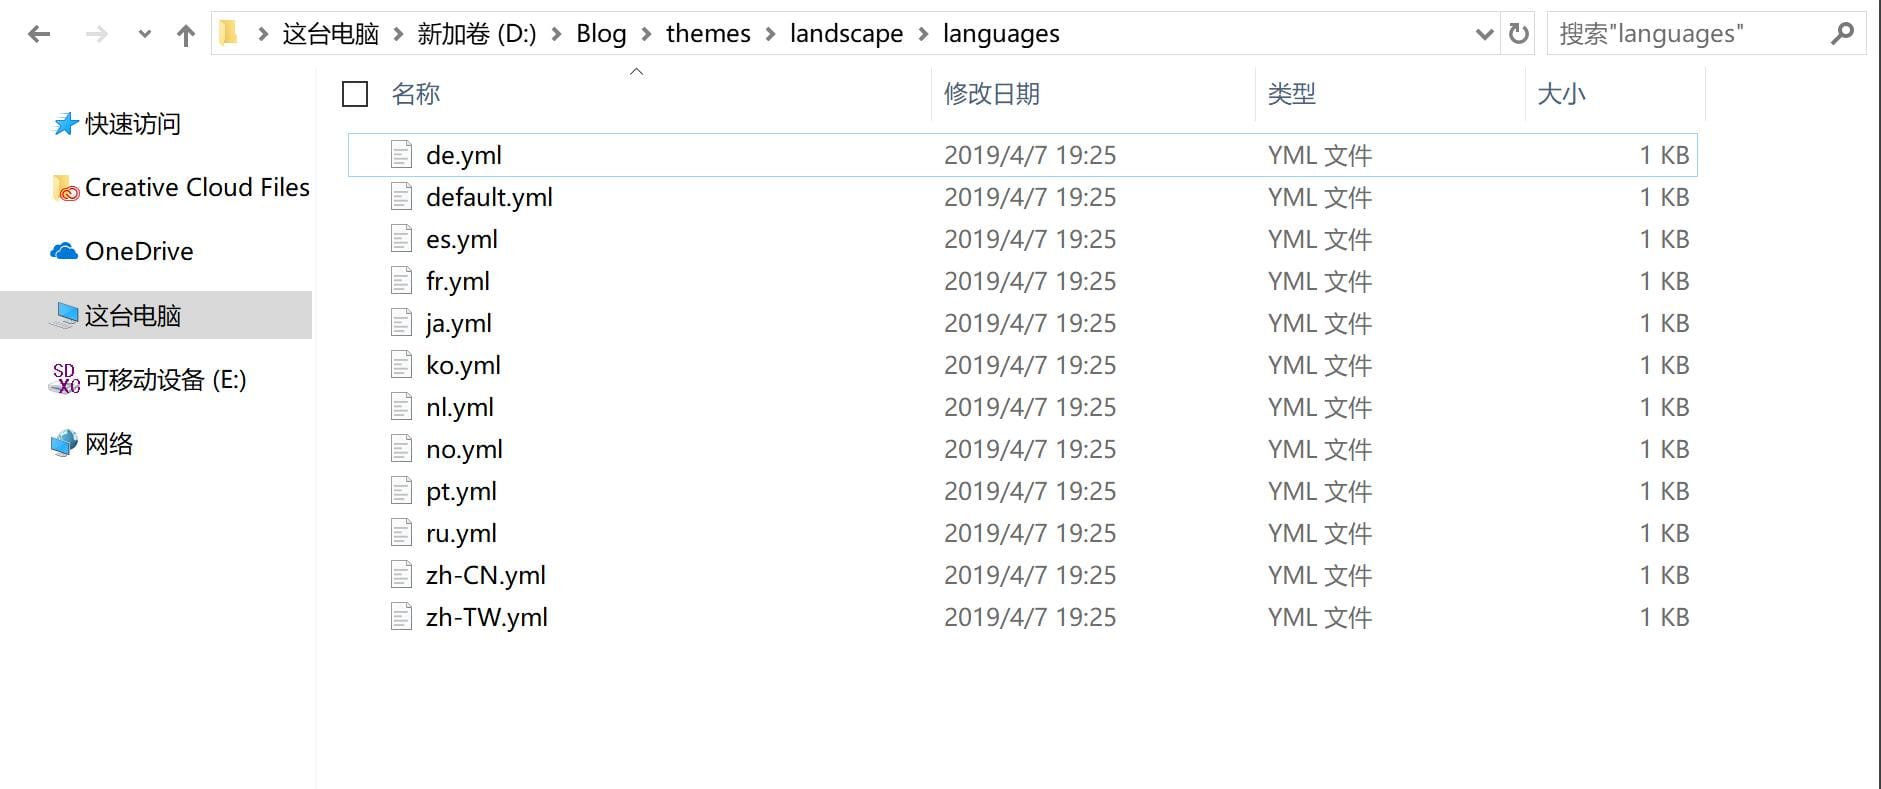 这台电脑 新加卷 (D:) Blog themes landscape languages 搜索"languages"
名称 修改日期 类型 大小
快速访问
Creative Cloud Files
OneDrive
这台电脑
SD XC 可移动设备 (E:)
网络
de.yml 2019/4/7 19:25 YML 文件 1 KB
default.yml 2019/4/7 19:25 YML 文件 1 KB
es.yml 2019/4/7 19:25 YML 文件 1 KB
fr.yml 2019/4/7 19:25 YML 文件 1 KB
ja.yml 2019/4/7 19:25 YML 文件 1 KB
ko.yml 2019/4/7 19:25 YML 文件 1 KB
nl.yml 2019/4/7 19:25 YML 文件 1 KB
no.yml 2019/4/7 19:25 YML 文件 1 KB
pt.yml 2019/4/7 19:25 YML 文件 1 KB
ru.yml 2019/4/7 19:25 YML 文件 1 KB
zh-CN.yml 2019/4/7 19:25 YML 文件 1 KB
zh-TW.yml 2019/4/7 19:25 YML 文件 1 KB